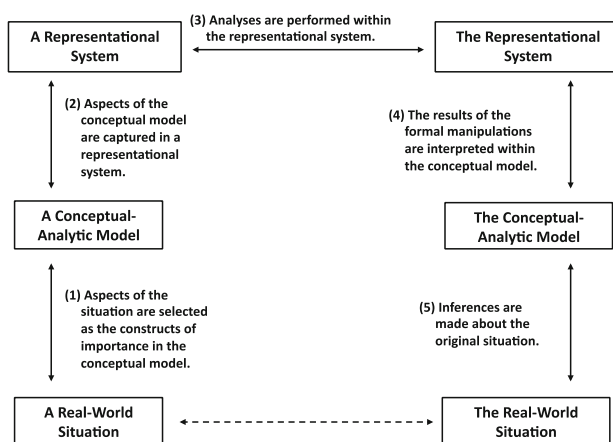 A Representational
System
(3) Analyses are performed within
the representational system.
The Representational
System
(2) Aspects of the
conceptual model
are captured in a
representational
system.
(4) The results of the
formal manipulations
are interpreted within
the conceptual model.
A Conceptual-
Analytic Model
The Conceptual-
Analytic Model
(1) Aspects of the
situation are selected
as the constructs of
importance in the
conceptual model.
(5) Inferences are
made about the
original situation.
A Real-World
Situation
The Real-World
Situation